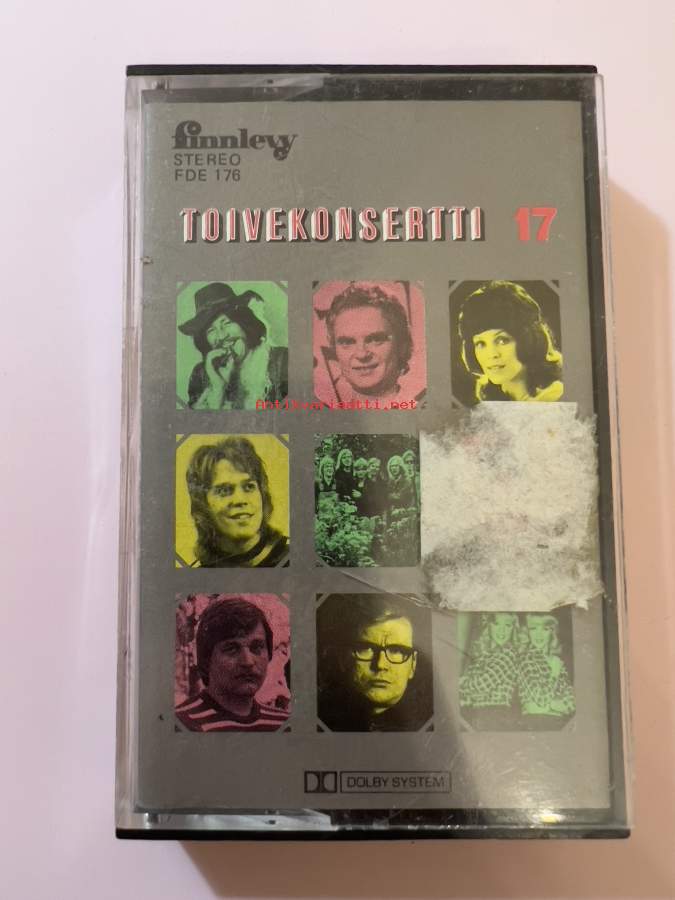 finnlevy
STEREO
FDE 176
TOIVEKONSERTTI 17
Antikvariaatti.net
DOLBY SYSTEM